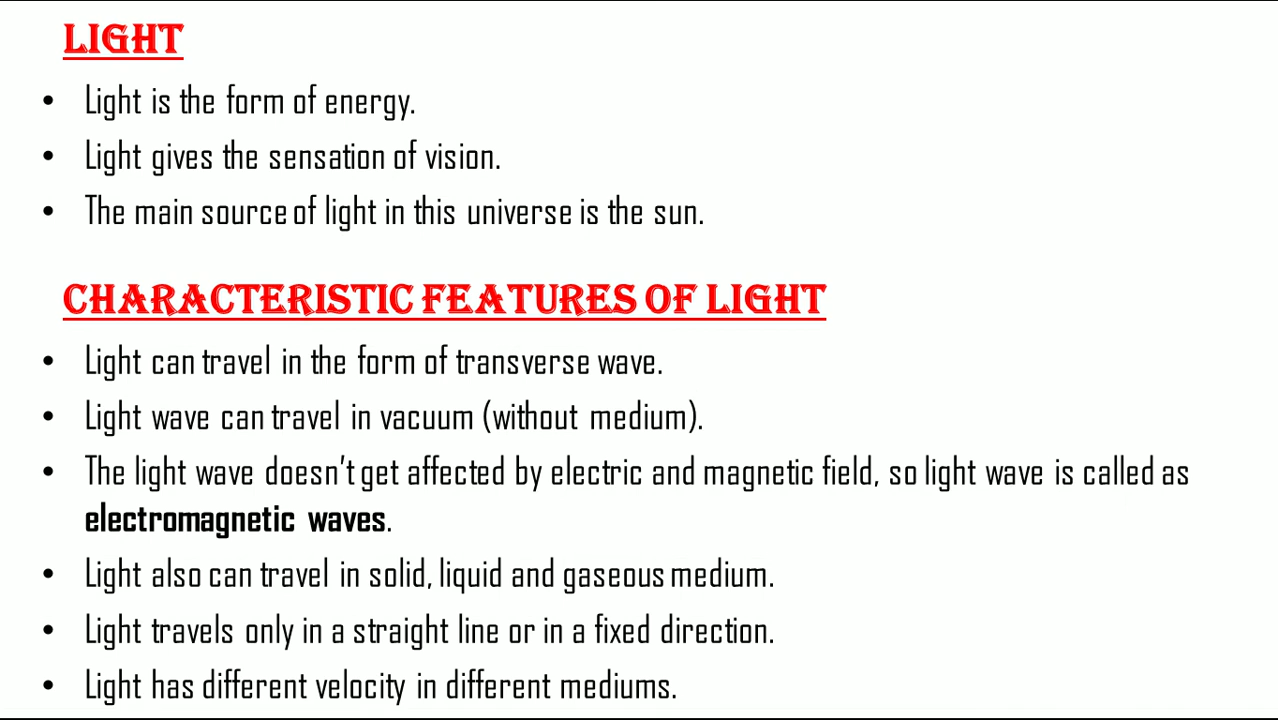 LIGHT
• Light is the form of energy.
• Light gives the sensation of vision.
• The main source of light in this universe is the sun.
CHARACTERISTIC FEATURES OF LIGHT
• Light can travel in the form of transverse wave.
• Light wave can travel in vacuum (without medium).
• The light wave doesn't get affected by electric and magnetic field, so light wave is called as
electromagnetic waves.
• Light also can travel in solid, liquid and gaseous medium.
• Light travels only in a straight line or in a fixed direction.
• Light has different velocity in different mediums.